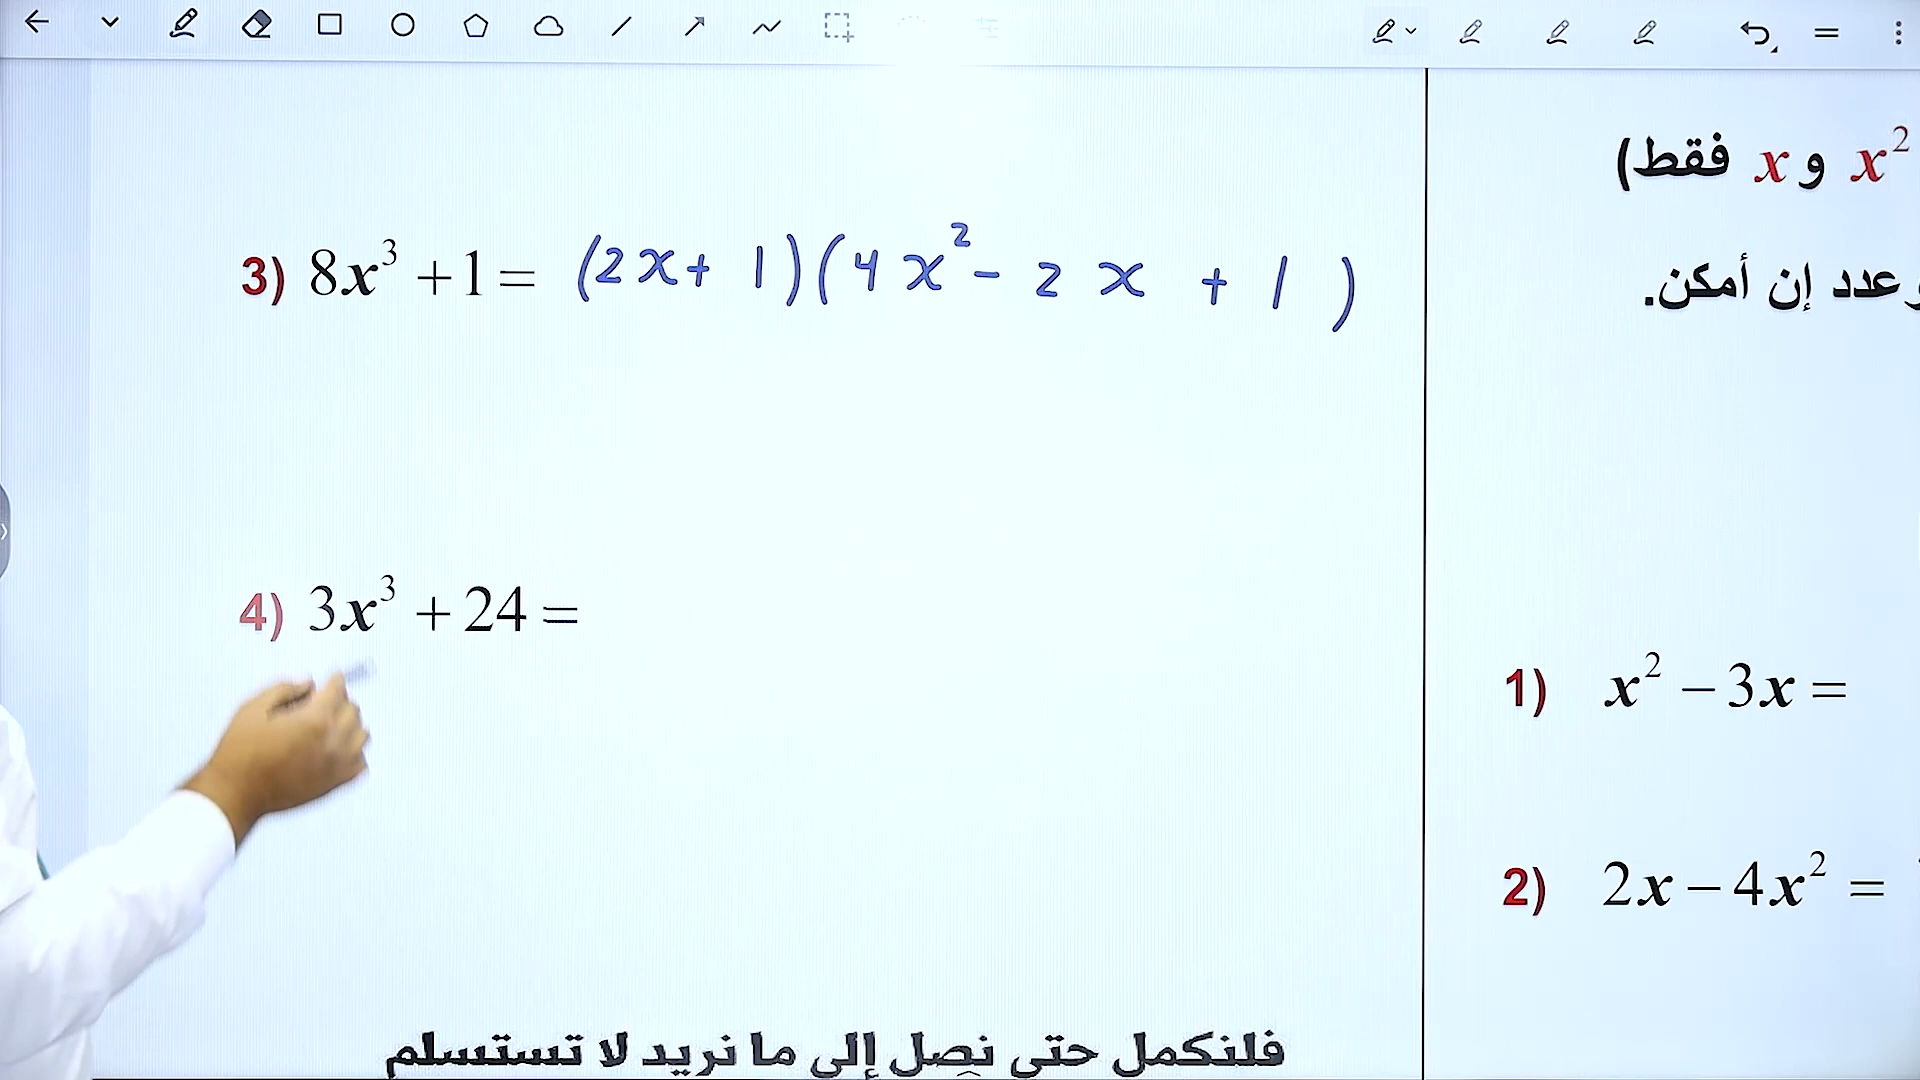 x² و x فقط)
وعدد إن أمكن.
3) 8x³ + 1 = (2x + 1)(4x² - 2x + 1)
4) 3x³ + 24 =
1) x² - 3x =
2) 2x - 4x² =
فلنكمل حتى نصل إلى ما نريد لا تستسلم